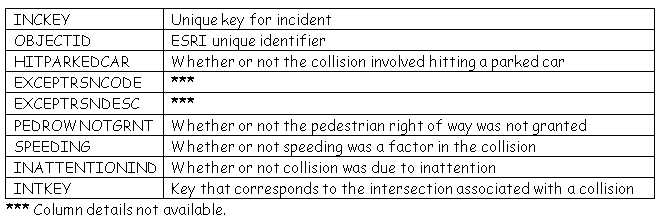 INCKEY Unique key for incident
OBJECTID ESRI unique identifier
HITPARKEDCAR Whether or not the collision involved hitting a parked car
EXCEPTRSNCODE ***
EXCEPTRSNDESC ***
PEDROWNOTGRNT Whether or not the pedestrian right of way was not granted
SPEEDING Whether or not speeding was a factor in the collision
INATTENTIONIND Whether or not collision was due to inattention
INTKEY Key that corresponds to the intersection associated with a collision
*** Column details not available.